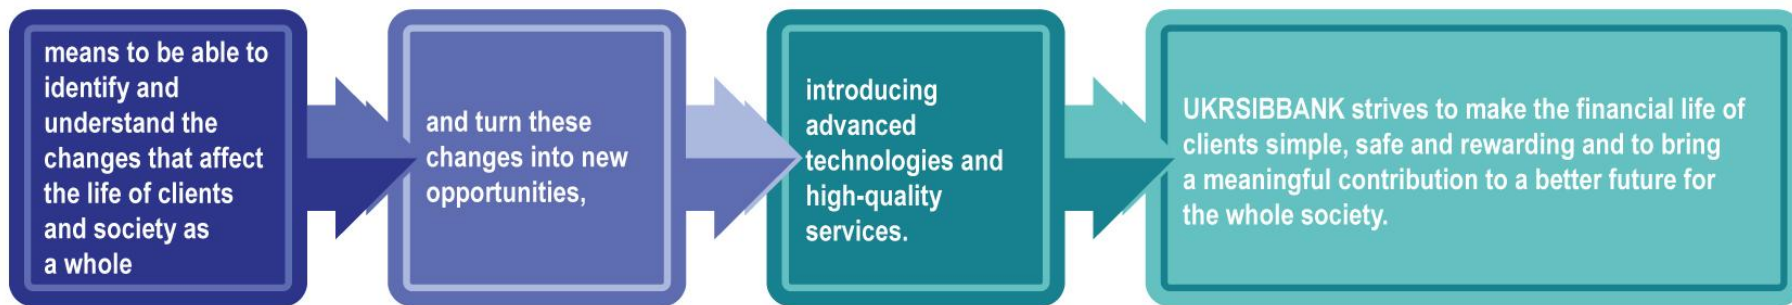 means to be able to
identify and
understand the
changes that affect
the life of clients
and society as
a whole
and turn these
changes into new
opportunities,
introducing
advanced
technologies and
high-quality
services.
UKRSIBBANK strives to make the financial life of
clients simple, safe and rewarding and to bring
a meaningful contribution to a better future for
the whole society.